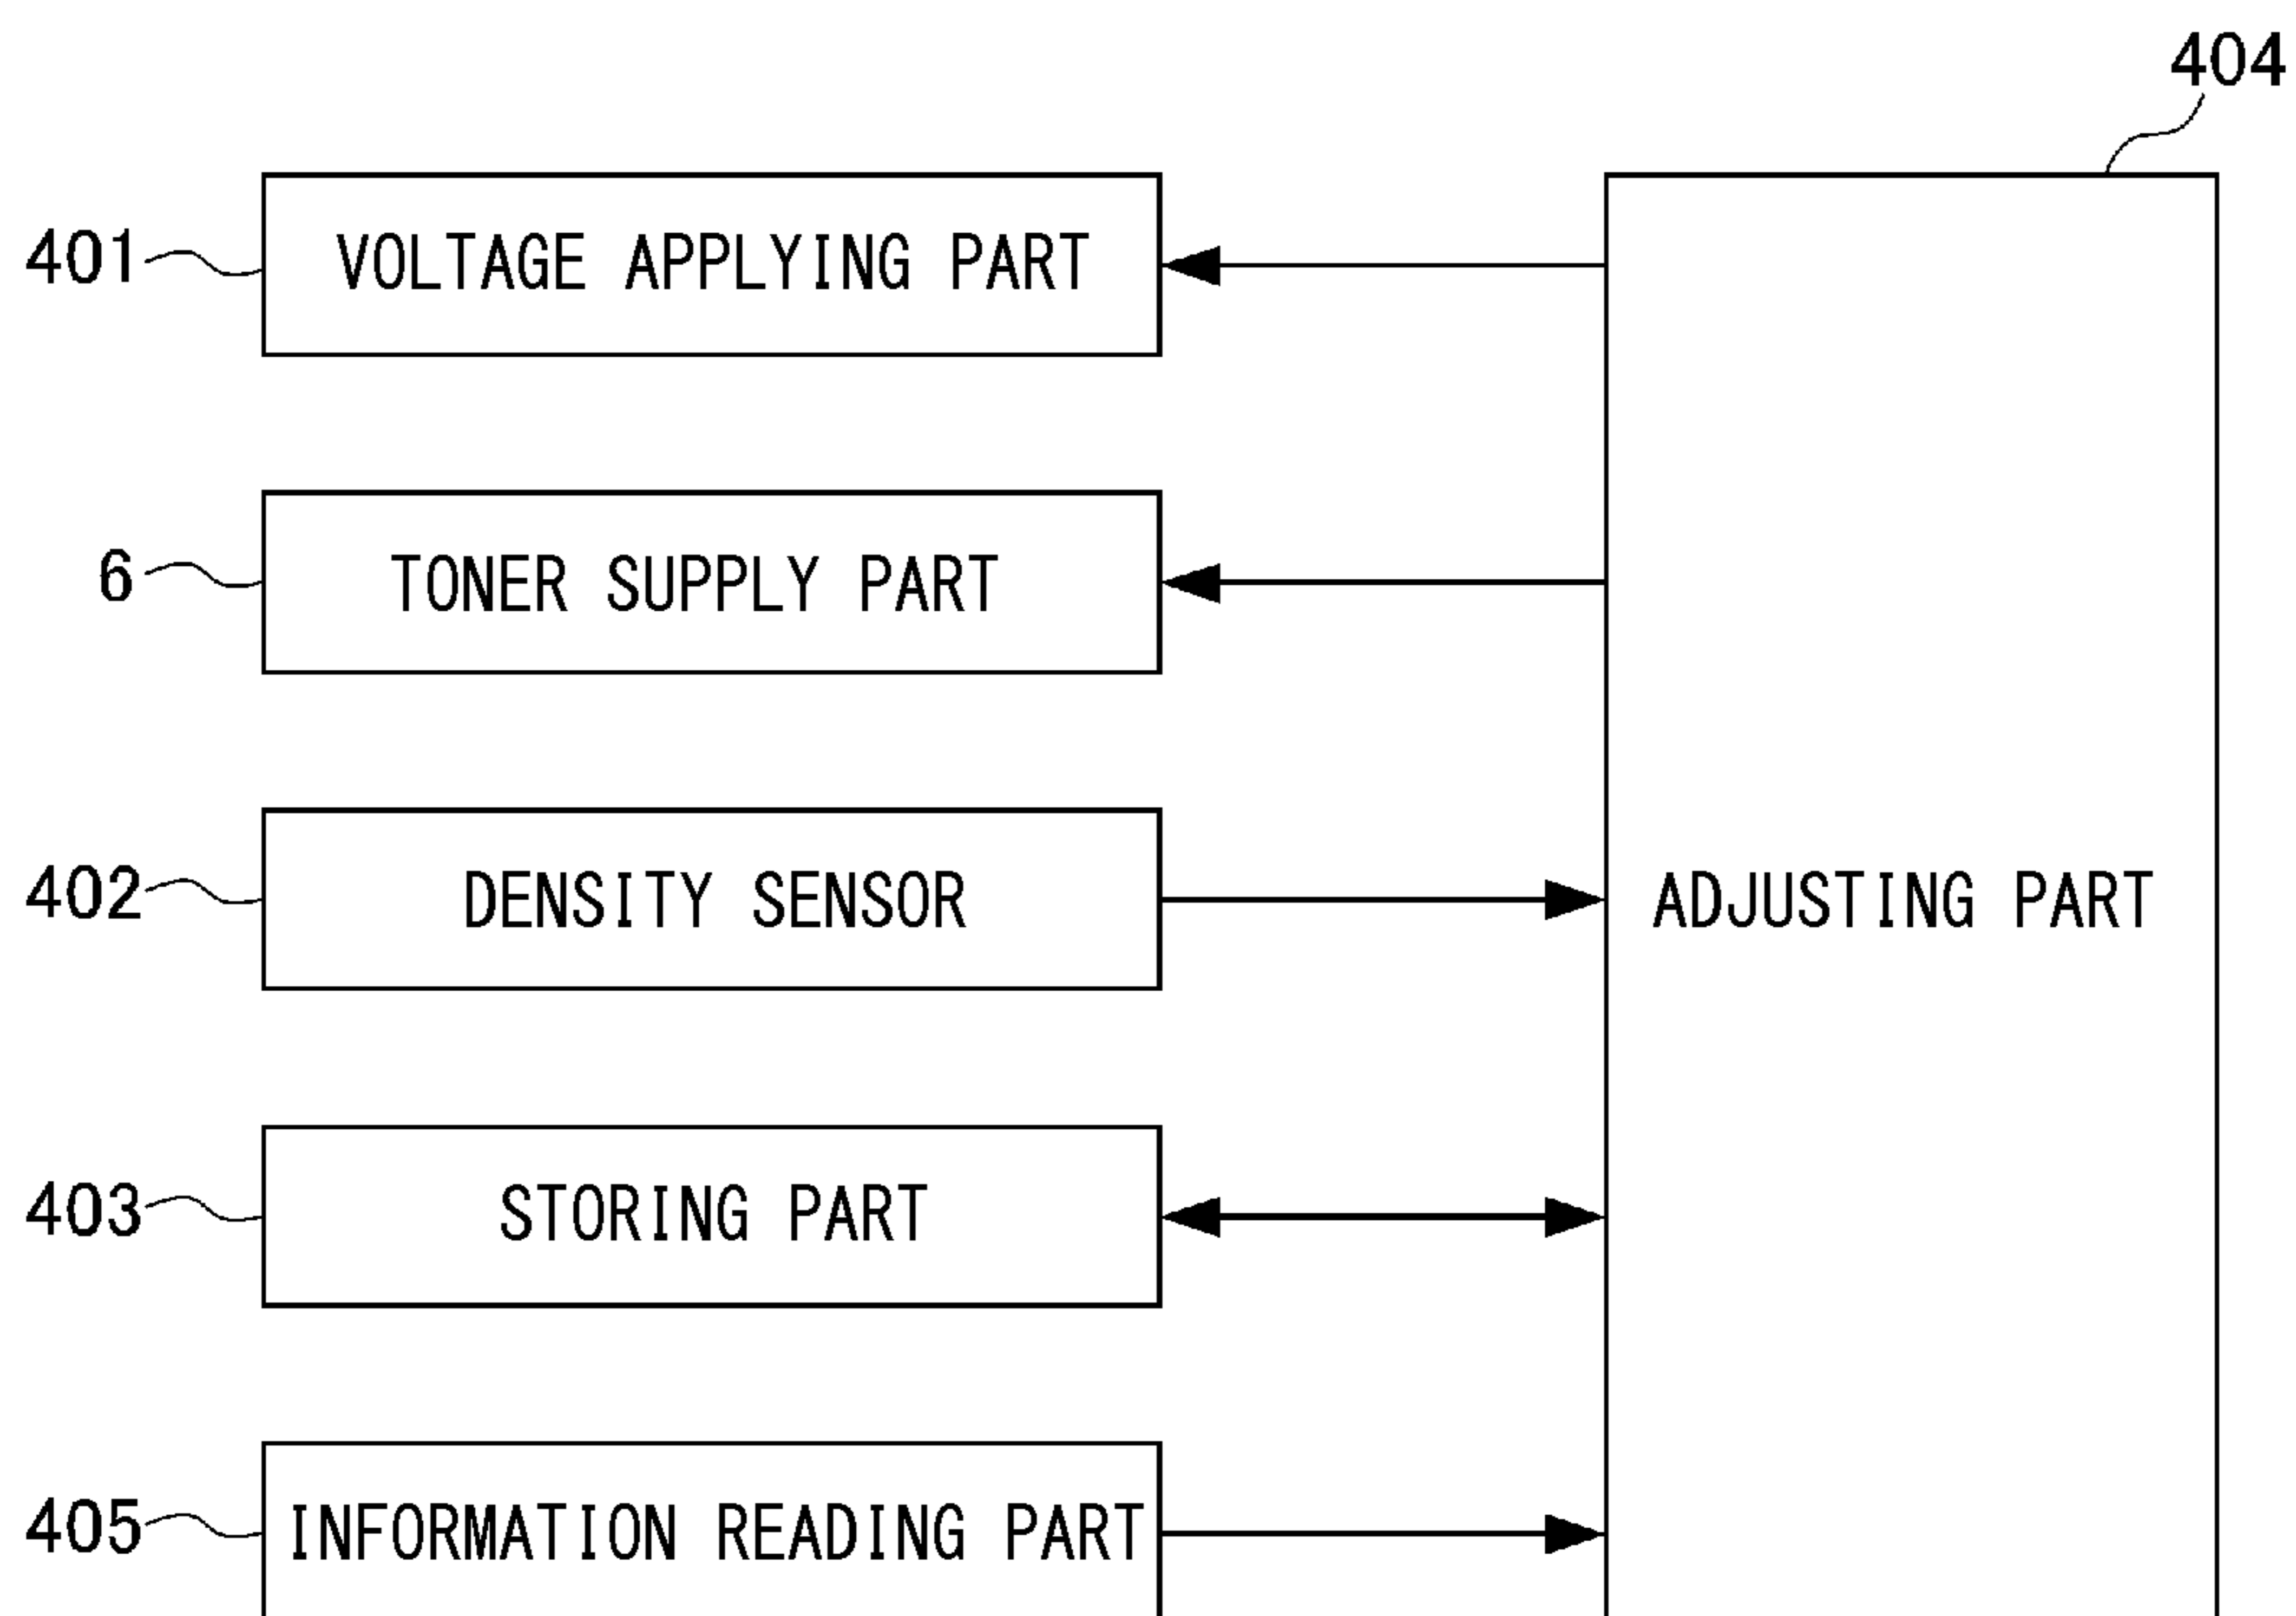 404
401 VOLTAGE APPLYING PART
6 TONER SUPPLY PART
402 DENSITY SENSOR
ADJUSTING PART
403 STORING PART
405 INFORMATION READING PART